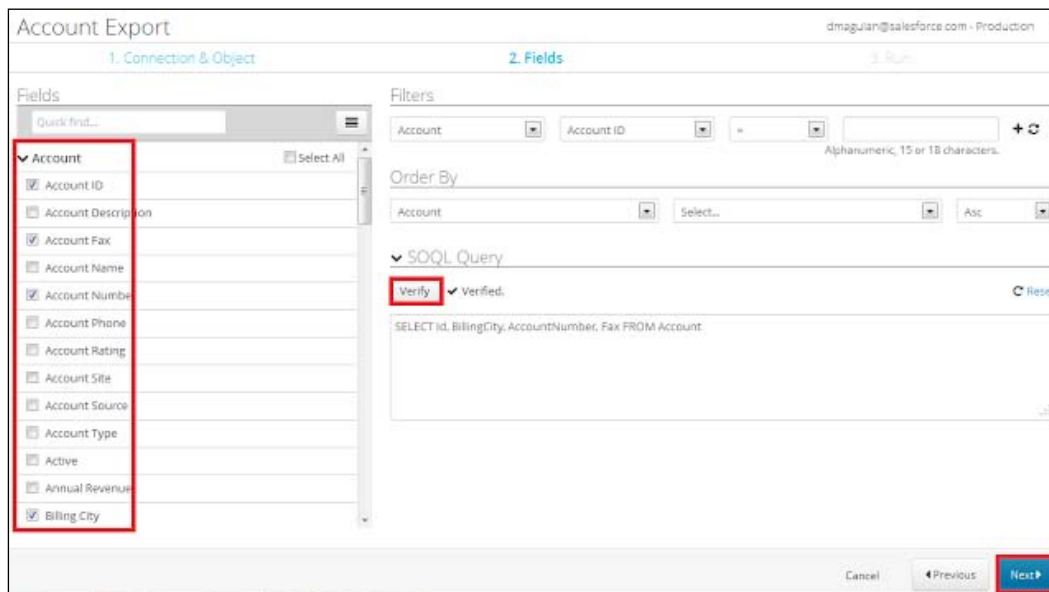 Account Export
dmagulan@salesforce.com - Production
1. Connection & Object
2. Fields
3. Run
Fields
Quick find...
Account
Select All
Account ID
Account Description
Account Fax
Account Name
Account Numbe
Account Phone
Account Rating
Account Site
Account Source
Account Type
Active
Annual Revenue
Billing City
Filters
Account
Account ID
=
Alphanumeric, 15 or 18 characters.
Order By
Account
Select...
Asc
SOQL Query
Verify
Verified.
Rese
SELECT Id, BillingCity, AccountNumber, Fax FROM Account
Cancel
Previous
Next